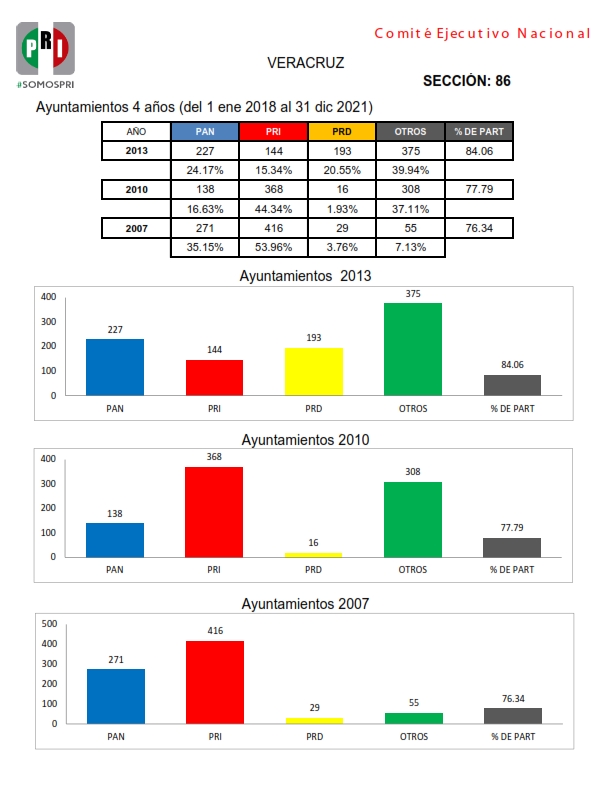 Comité Ejecutivo Nacional
PRI
#SOMOSPRI
VERACRUZ
SECCIÓN: 86
Ayuntamientos 4 años (del 1 ene 2018 al 31 dic 2021)
AÑO PAN PRI PRD OTROS % DE PART
2013 227 144 193 375 84.06
24.17% 15.34% 20.55% 39.94%
2010 138 368 16 308 77.79
16.63% 44.34% 1.93% 37.11%
2007 271 416 29 55 76.34
35.15% 53.96% 3.76% 7.13%
Ayuntamientos 2013
400
300
200
100
0
227 144 193 375 84.06
PAN PRI PRD OTROS % DE PART
Ayuntamientos 2010
400
300
200
100
0
138 368 16 308 77.79
PAN PRI PRD OTROS % DE PART
Ayuntamientos 2007
500
400
300
200
100
0
271 416 29 55 76.34
PAN PRI PRD OTROS % DE PART